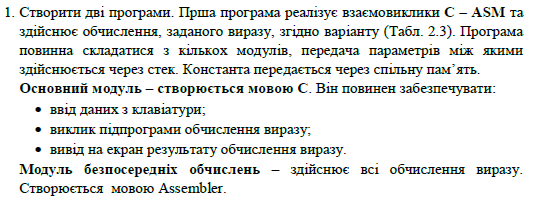 1. Створити дві програми. Прша програма реалізує взаємовиклики C – ASM та
здійснює обчислення, заданого виразу, згідно варіанту (Табл. 2.3). Програма
повинна складатися з кількох модулів, передача параметрів між якими
здійснюється через стек. Константа передається через спільну пам’ять.
Основний модуль – створюється мовою C. Він повинен забезпечувати:
• ввід даних з клавіатури;
• виклик підпрограми обчислення виразу;
• вивід на екран результату обчислення виразу.
Модуль безпосередніх обчислень – здійснює всі обчислення виразу.
Створюється мовою Assembler.